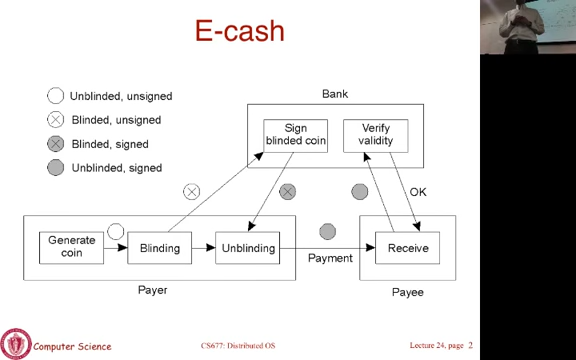 E-cash
Unblinded, unsigned
Blinded, unsigned
Blinded, signed
Unblinded, signed
Bank
Sign
blinded coin
Verify
validity
OK
Generate
coin
Blinding
Unblinding
Payment
Receive
Payer
Payee
Computer Science
CS677: Distributed OS
Lecture 24, page 2